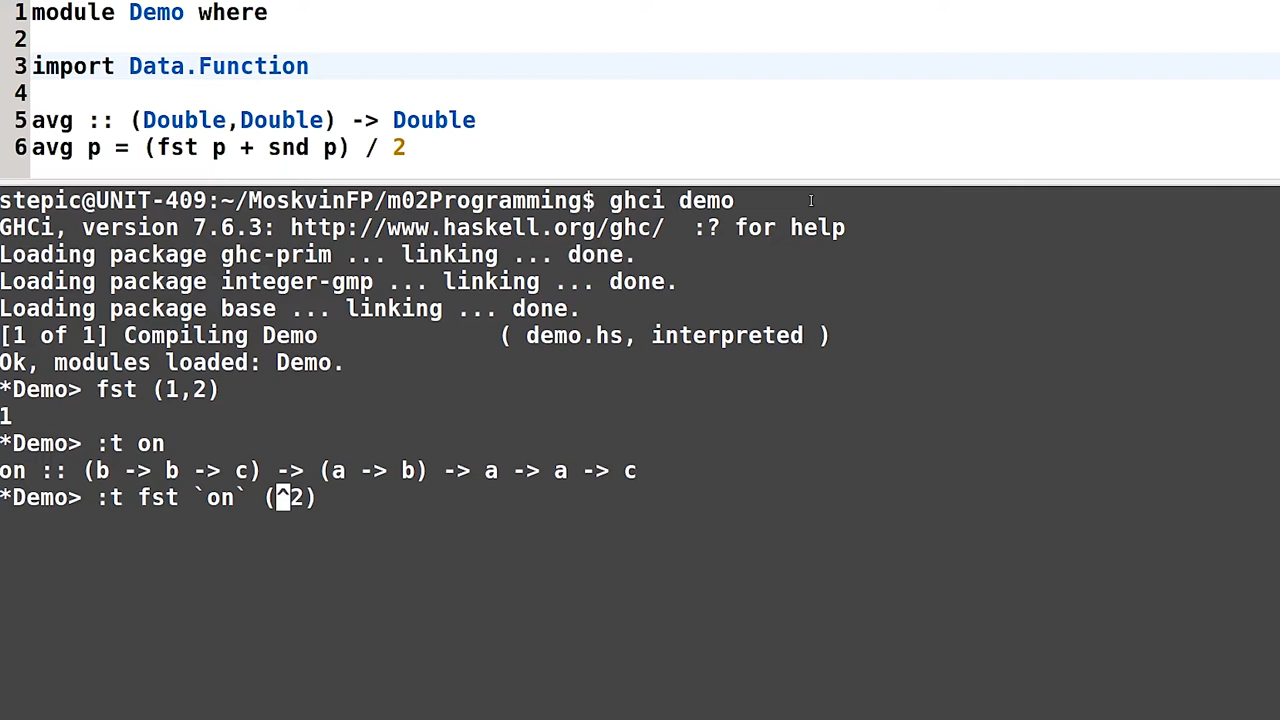 1 module Demo where
2
3 import Data.Function
4
5 avg :: (Double,Double) -> Double
6 avg p = (fst p + snd p) / 2
stepic@UNIT-409:~/MoskvinFP/m02Programming$ ghci demo
GHCi, version 7.6.3: http://www.haskell.org/ghc/  :? for help
Loading package ghc-prim ... linking ... done.
Loading package integer-gmp ... linking ... done.
Loading package base ... linking ... done.
[1 of 1] Compiling Demo             ( demo.hs, interpreted )
Ok, modules loaded: Demo.
*Demo> fst (1,2)
1
*Demo> :t on
on :: (b -> b -> c) -> (a -> b) -> a -> a -> c
*Demo> :t fst `on` (^2)